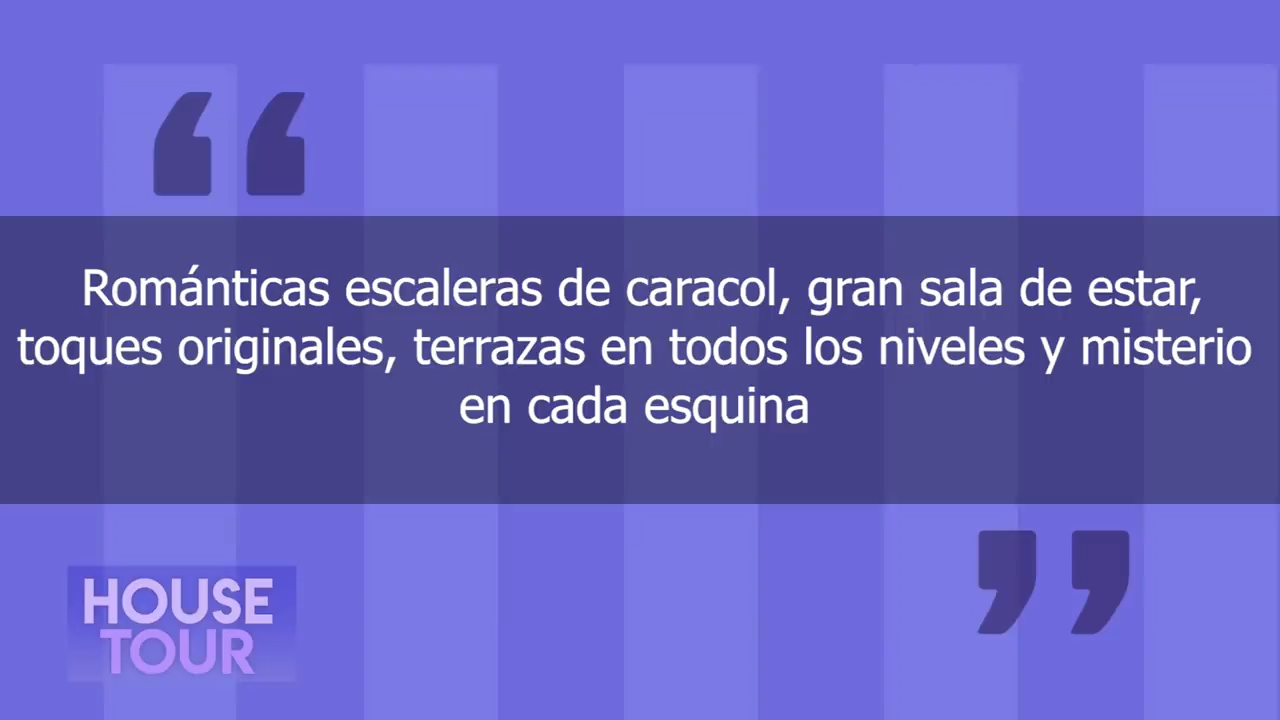 “
Románticas escaleras de caracol, gran sala de estar,
toques originales, terrazas en todos los niveles y misterio
en cada esquina
”
HOUSE
TOUR